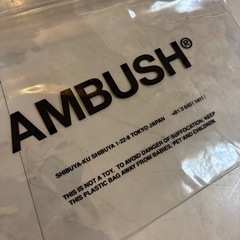 AMBUSH®
SHIBUYA-KU SHIBUYA 1-22-8 TOKYO JAPAN
THIS IS NOT A TOY. TO AVOID DANGER OF SUFFOCATION, KEEP
THIS PLASTIC BAG AWAY FROM BABIES, PET AND CHILDREN.